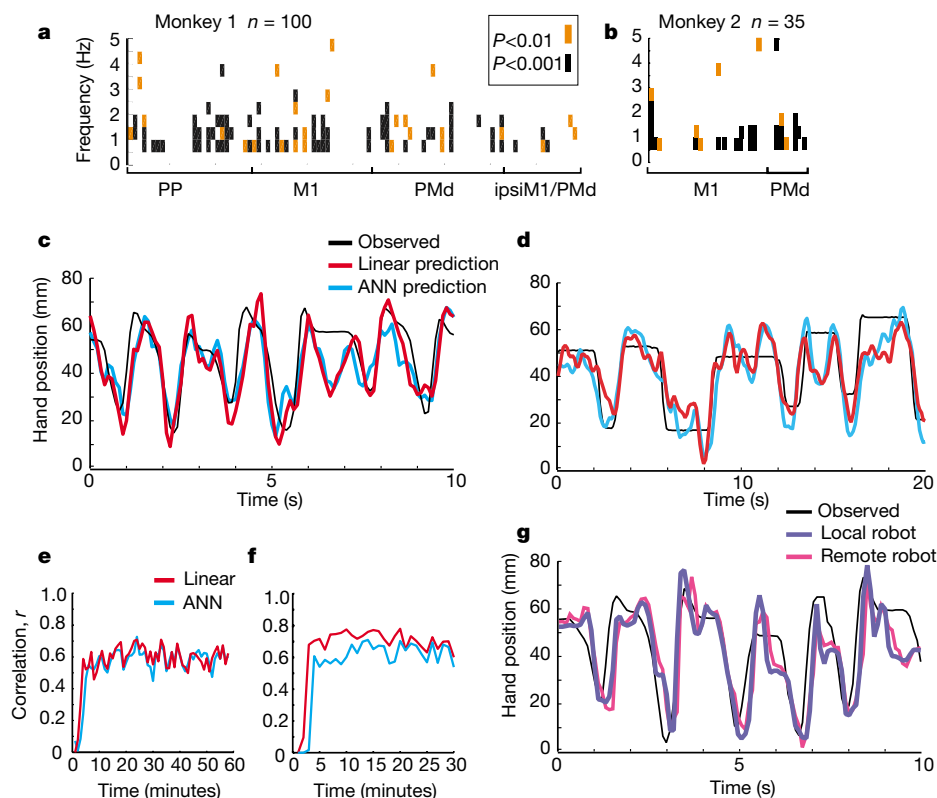 a
Monkey 1 n = 100
Frequency (Hz)
5
4
3
2
1
0
PP
M1
PMd
ipsiM1/PMd
P<0.01
P<0.001
b
Monkey 2 n = 35
5
4
3
2
1
0
M1
PMd
c
Observed
Linear prediction
ANN prediction
Hand position (mm)
80
60
40
20
0
0
5
10
Time (s)
d
80
60
40
20
0
0
10
20
Time (s)
e
Linear
ANN
Correlation, r
1.0
0.8
0.6
0.4
0.2
0
0 10 20 30 40 50 60
Time (minutes)
f
1.0
0.8
0.6
0.4
0.2
0
0
10
20
30
Time (minutes)
g
Observed
Local robot
Remote robot
Hand position (mm)
80
60
40
20
0
0
5
10
Time (s)